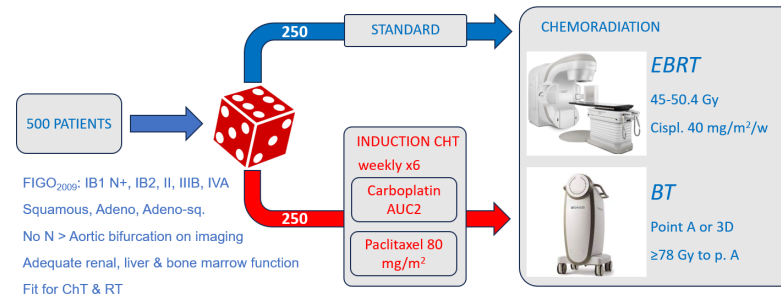 250
STANDARD
CHEMORADIATION
EBRT
45-50.4 Gy
Cispl. 40 mg/m²/w
500 PATIENTS
INDUCTION CHT
weekly x6
Carboplatin
AUC2
Paclitaxel 80
mg/m²
250
BT
Point A or 3D
≥78 Gy to p. A
FIGO₂₀₀₉: IB1 N+, IB2, II, IIIB, IVA
Squamous, Adeno, Adeno-sq.
No N > Aortic bifurcation on imaging
Adequate renal, liver & bone marrow function
Fit for ChT & RT